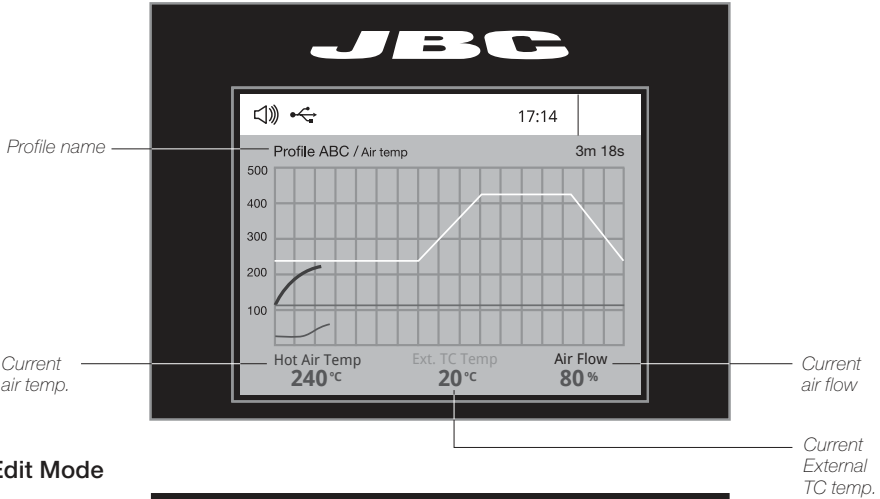 JBC
17:14
Profile name
Profile ABC / Air temp 3m 18s
500
400
300
200
100
Hot Air Temp Ext. TC Temp Air Flow
240 ºC 20 ºC 80 %
Current
air temp.
Current
air flow
Current
External
TC temp.
Edit Mode